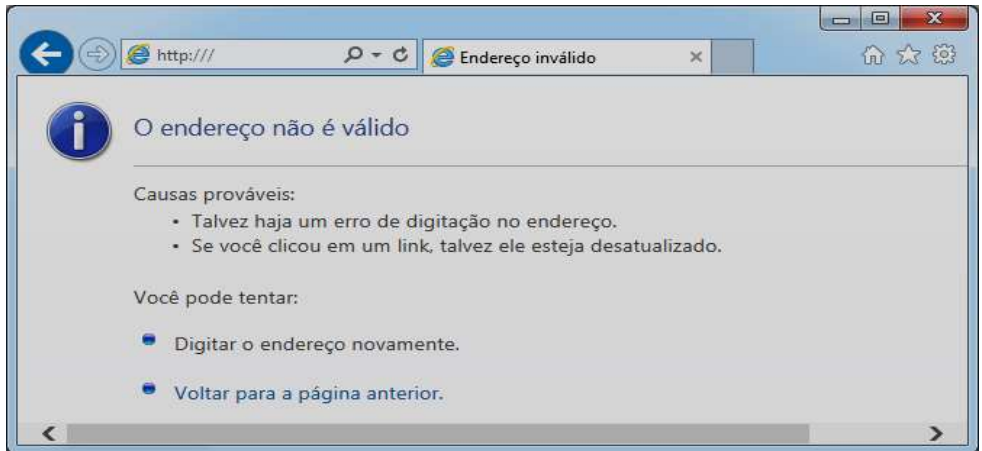 http:///
Endereço inválido
O endereço não é válido
Causas prováveis:
• Talvez haja um erro de digitação no endereço.
• Se você clicou em um link, talvez ele esteja desatualizado.
Você pode tentar:
Digitar o endereço novamente.
Voltar para a página anterior.